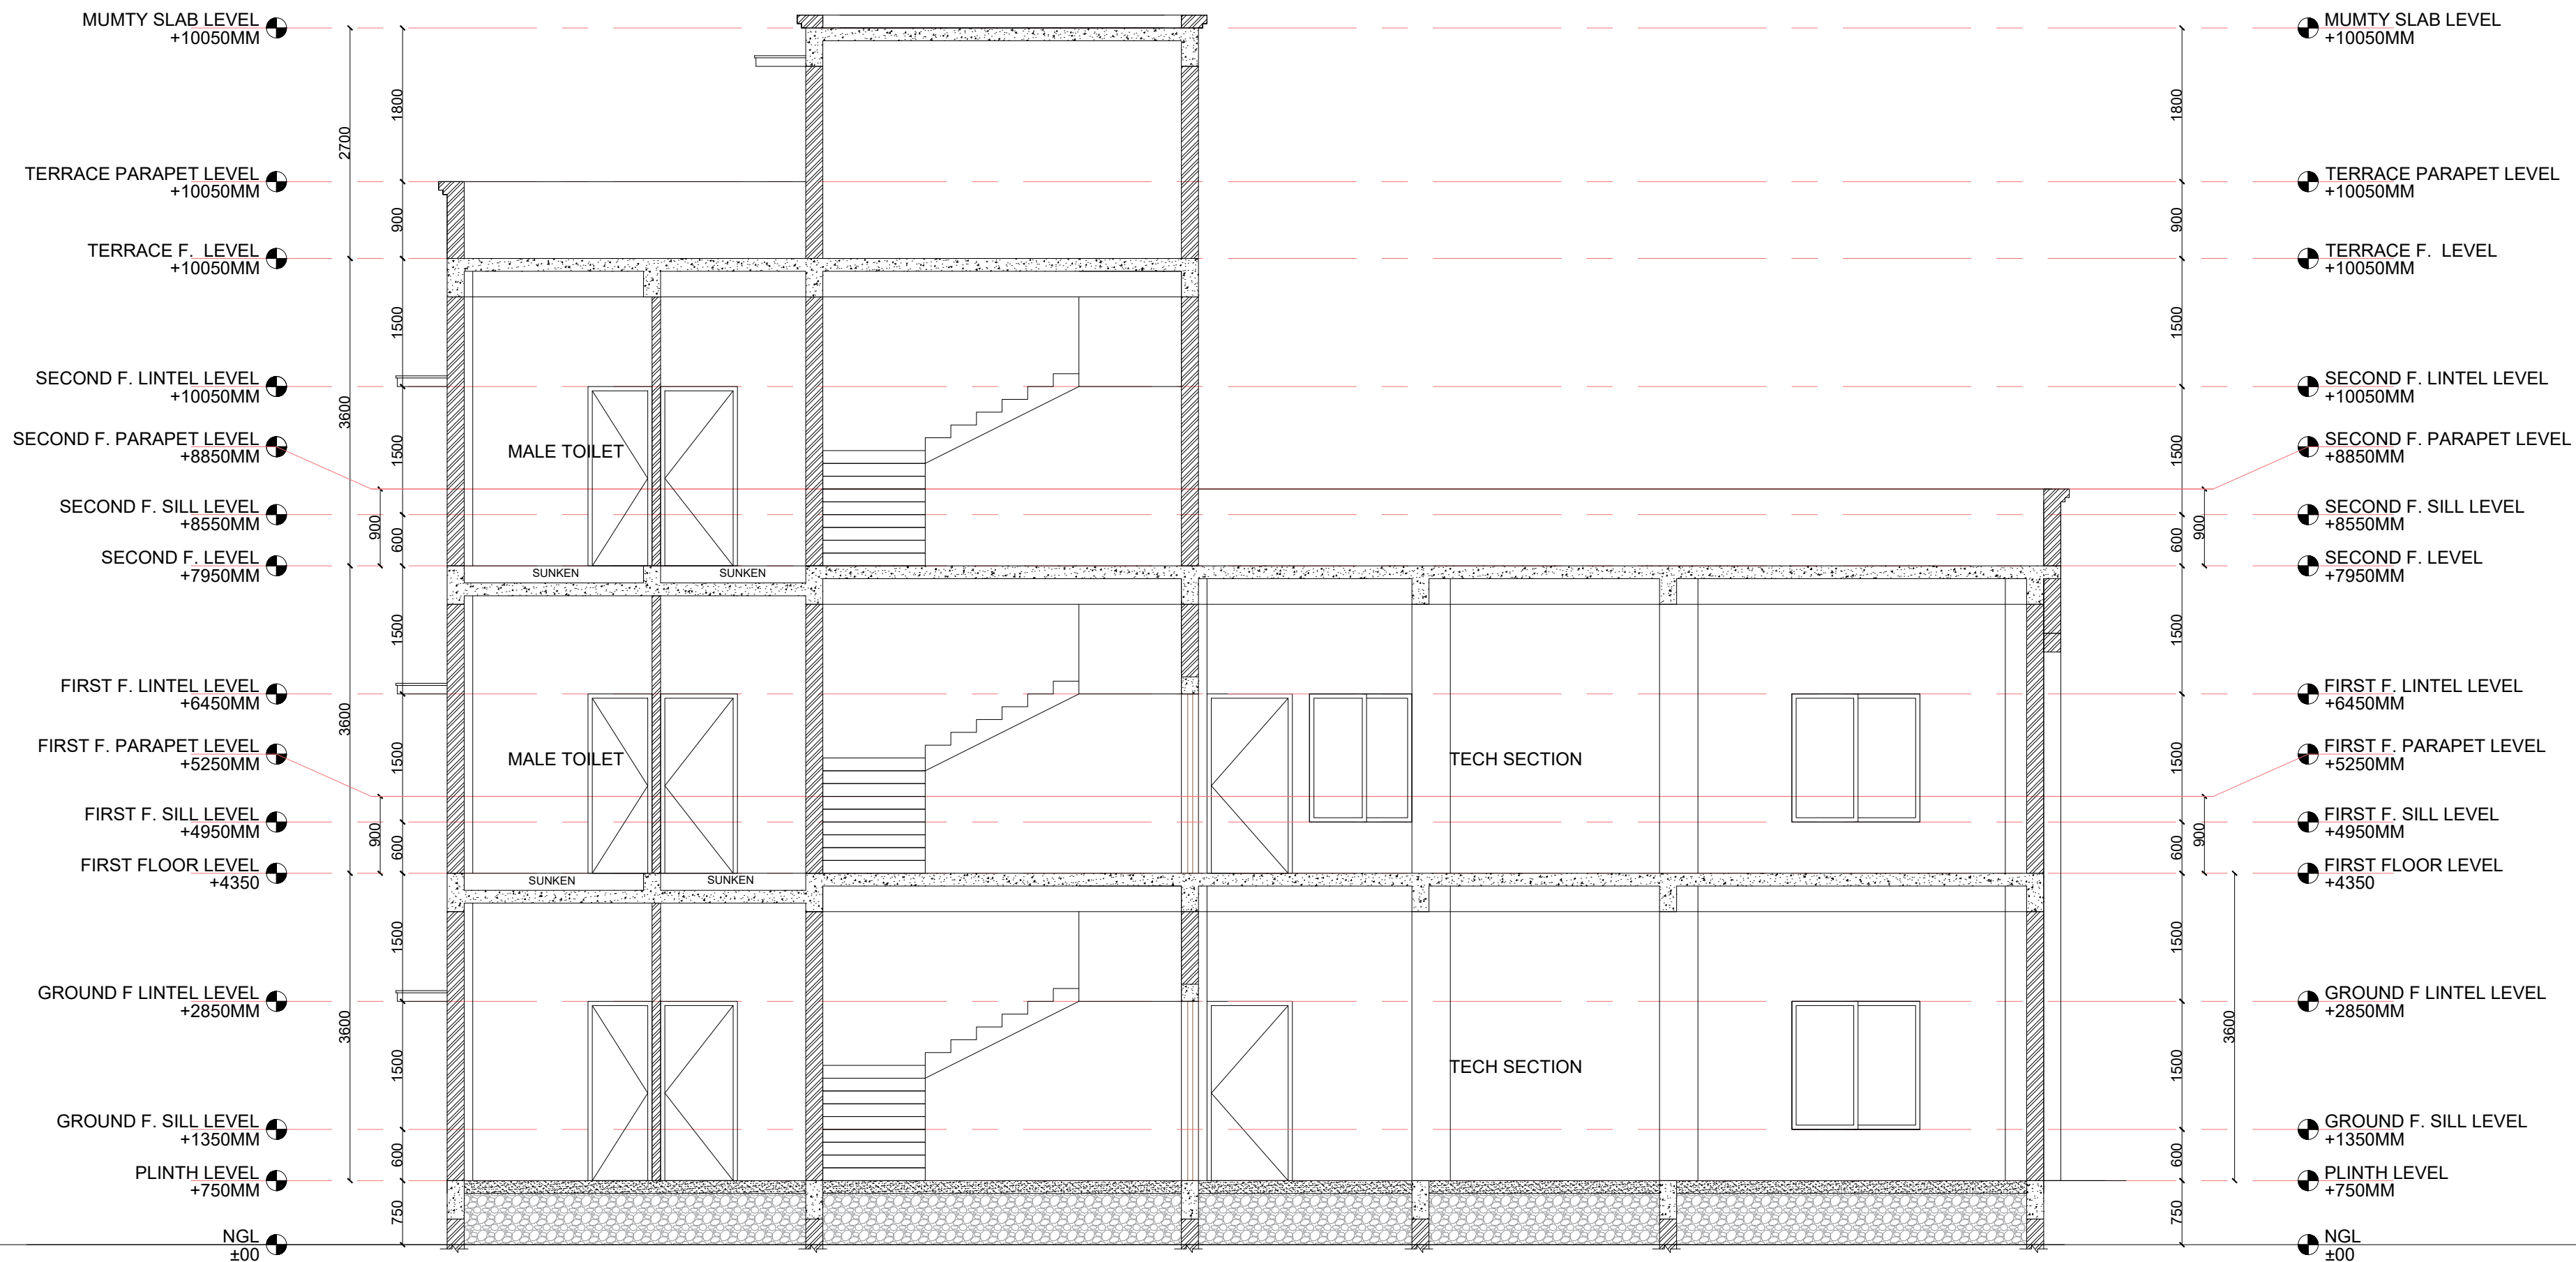 MUMTY SLAB LEVEL
+10050MM
TERRACE PARAPET LEVEL
+10050MM
TERRACE F. LEVEL
+10050MM
SECOND F. LINTEL LEVEL
+10050MM
SECOND F. PARAPET LEVEL
+8850MM
SECOND F. SILL LEVEL
+8550MM
SECOND F. LEVEL
+7950MM
FIRST F. LINTEL LEVEL
+6450MM
FIRST F. PARAPET LEVEL
+5250MM
FIRST F. SILL LEVEL
+4950MM
FIRST FLOOR LEVEL
+4350
GROUND F LINTEL LEVEL
+2850MM
GROUND F. SILL LEVEL
+1350MM
PLINTH LEVEL
+750MM
NGL
±00
2700
3600
3600
3600
900
900
1800
900
1500
1500
600
1500
1500
600
1500
1500
600
750
MALE TOILET
SUNKEN
SUNKEN
MALE TOILET
TECH SECTION
SUNKEN
SUNKEN
TECH SECTION
1800
900
1500
1500
600
1500
1500
600
1500
1500
600
750
900
900
3600
MUMTY SLAB LEVEL
+10050MM
TERRACE PARAPET LEVEL
+10050MM
TERRACE F. LEVEL
+10050MM
SECOND F. LINTEL LEVEL
+10050MM
SECOND F. PARAPET LEVEL
+8850MM
SECOND F. SILL LEVEL
+8550MM
SECOND F. LEVEL
+7950MM
FIRST F. LINTEL LEVEL
+6450MM
FIRST F. PARAPET LEVEL
+5250MM
FIRST F. SILL LEVEL
+4950MM
FIRST FLOOR LEVEL
+4350
GROUND F LINTEL LEVEL
+2850MM
GROUND F. SILL LEVEL
+1350MM
PLINTH LEVEL
+750MM
NGL
±00